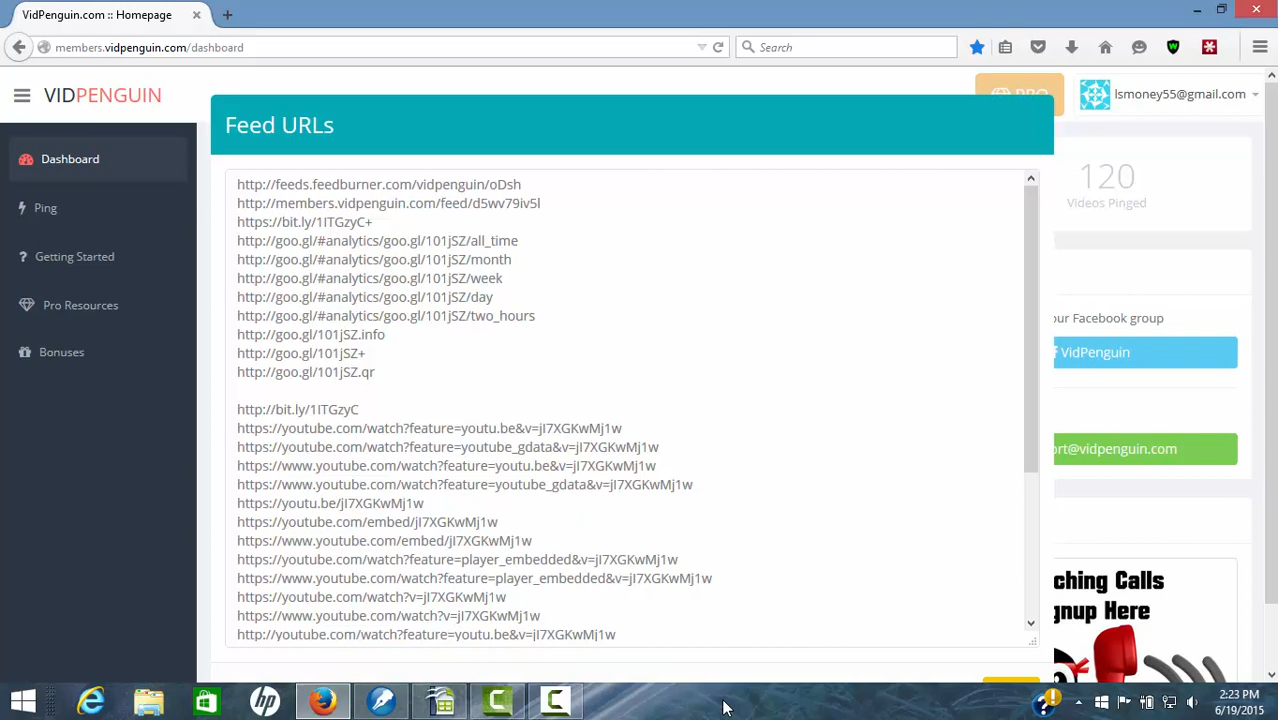 VidPenguin.com :: Homepage
members.vidpenguin.com/dashboard
Search
VIDPENGUIN
PRO
lsmoney55@gmail.com
Feed URLs
Dashboard
Ping
Getting Started
Pro Resources
Bonuses
http://feeds.feedburner.com/vidpenguin/oDsh
http://members.vidpenguin.com/feed/d5wv79iv5l
https://bit.ly/1ITGzyC+
http://goo.gl/#analytics/goo.gl/101jSZ/all_time
http://goo.gl/#analytics/goo.gl/101jSZ/month
http://goo.gl/#analytics/goo.gl/101jSZ/week
http://goo.gl/#analytics/goo.gl/101jSZ/day
http://goo.gl/#analytics/goo.gl/101jSZ/two_hours
http://goo.gl/101jSZ.info
http://goo.gl/101jSZ+
http://goo.gl/101jSZ.qr
http://bit.ly/1ITGzyC
https://youtube.com/watch?feature=youtu.be&v=jI7XGKwMj1w
https://youtube.com/watch?feature=youtube_gdata&v=jI7XGKwMj1w
https://www.youtube.com/watch?feature=youtu.be&v=jI7XGKwMj1w
https://www.youtube.com/watch?feature=youtube_gdata&v=jI7XGKwMj1w
https://youtu.be/jI7XGKwMj1w
https://youtube.com/embed/jI7XGKwMj1w
https://www.youtube.com/embed/jI7XGKwMj1w
https://youtube.com/watch?feature=player_embedded&v=jI7XGKwMj1w
https://www.youtube.com/watch?feature=player_embedded&v=jI7XGKwMj1w
https://youtube.com/watch?v=jI7XGKwMj1w
https://www.youtube.com/watch?v=jI7XGKwMj1w
http://youtube.com/watch?feature=youtu.be&v=jI7XGKwMj1w
120
Videos Pinged
our Facebook group
VidPenguin
ort@vidpenguin.com
ching Calls
gnup Here
2:23 PM
6/19/2015